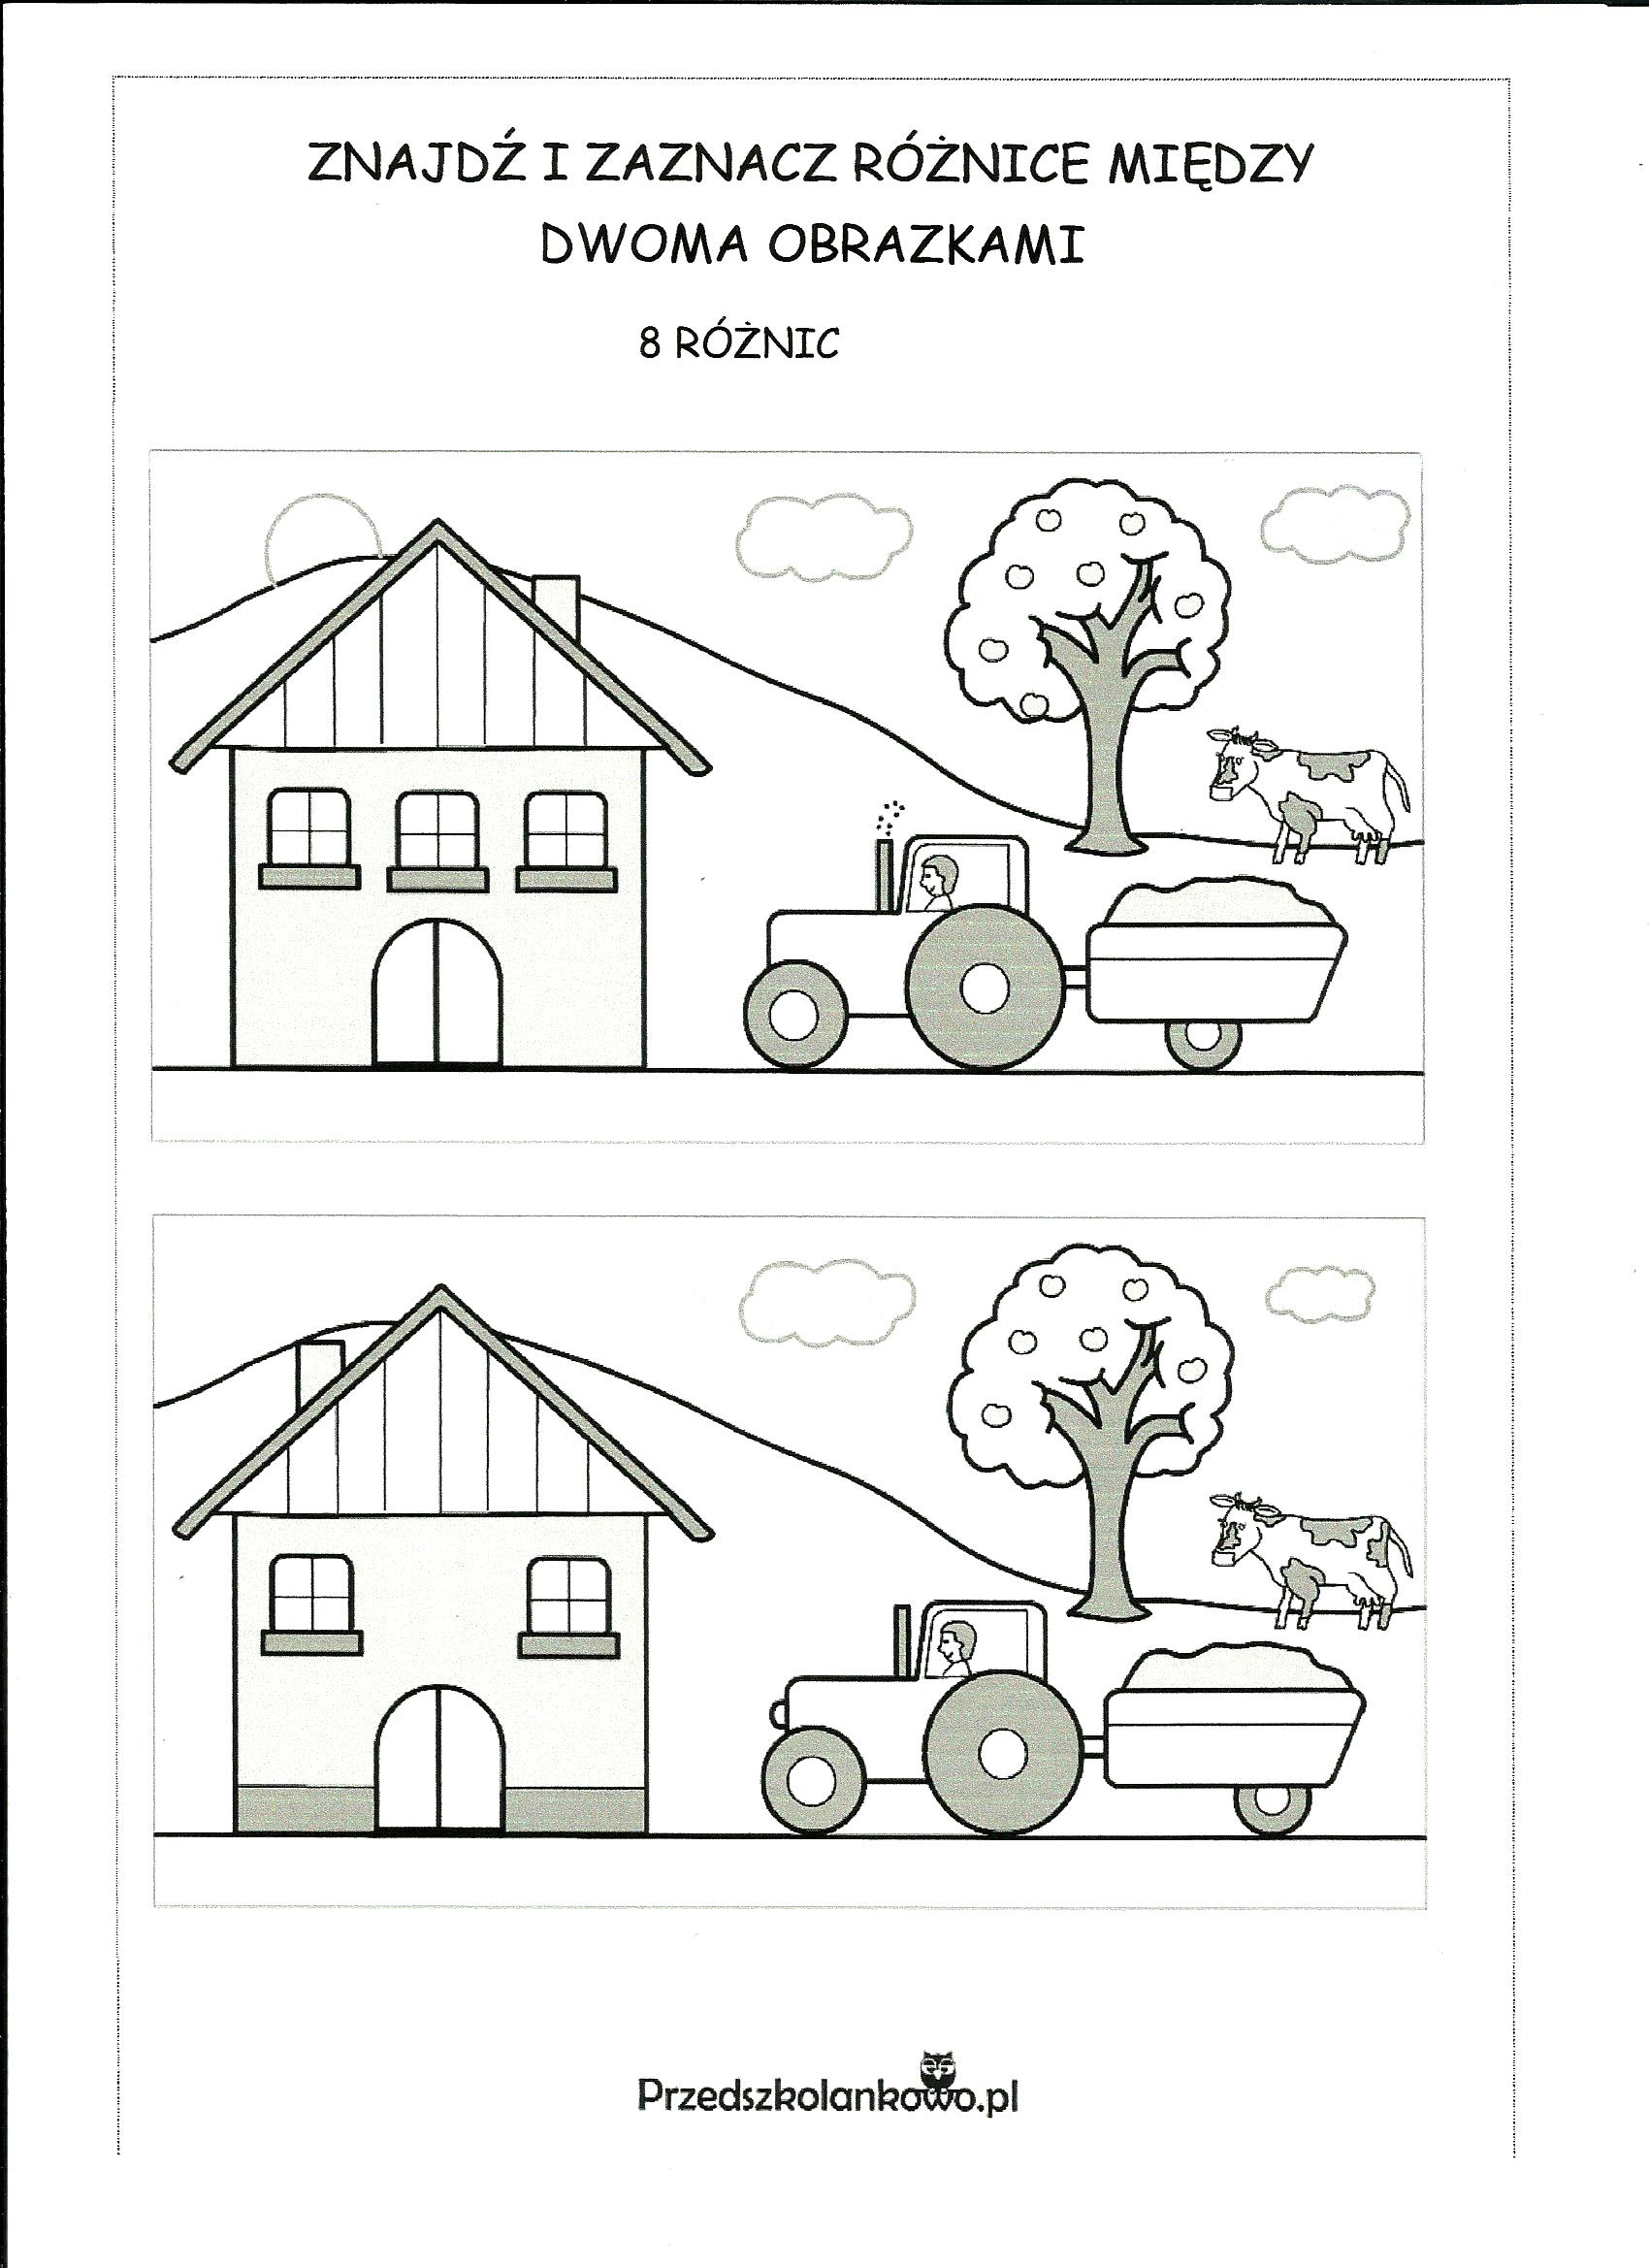 ZNAJDŹ I ZAZNACZ RÓŻNICE MIĘDZY
DWOMA OBRAZKAMI
8 RÓŻNIC
Przedszkolankowo.pl